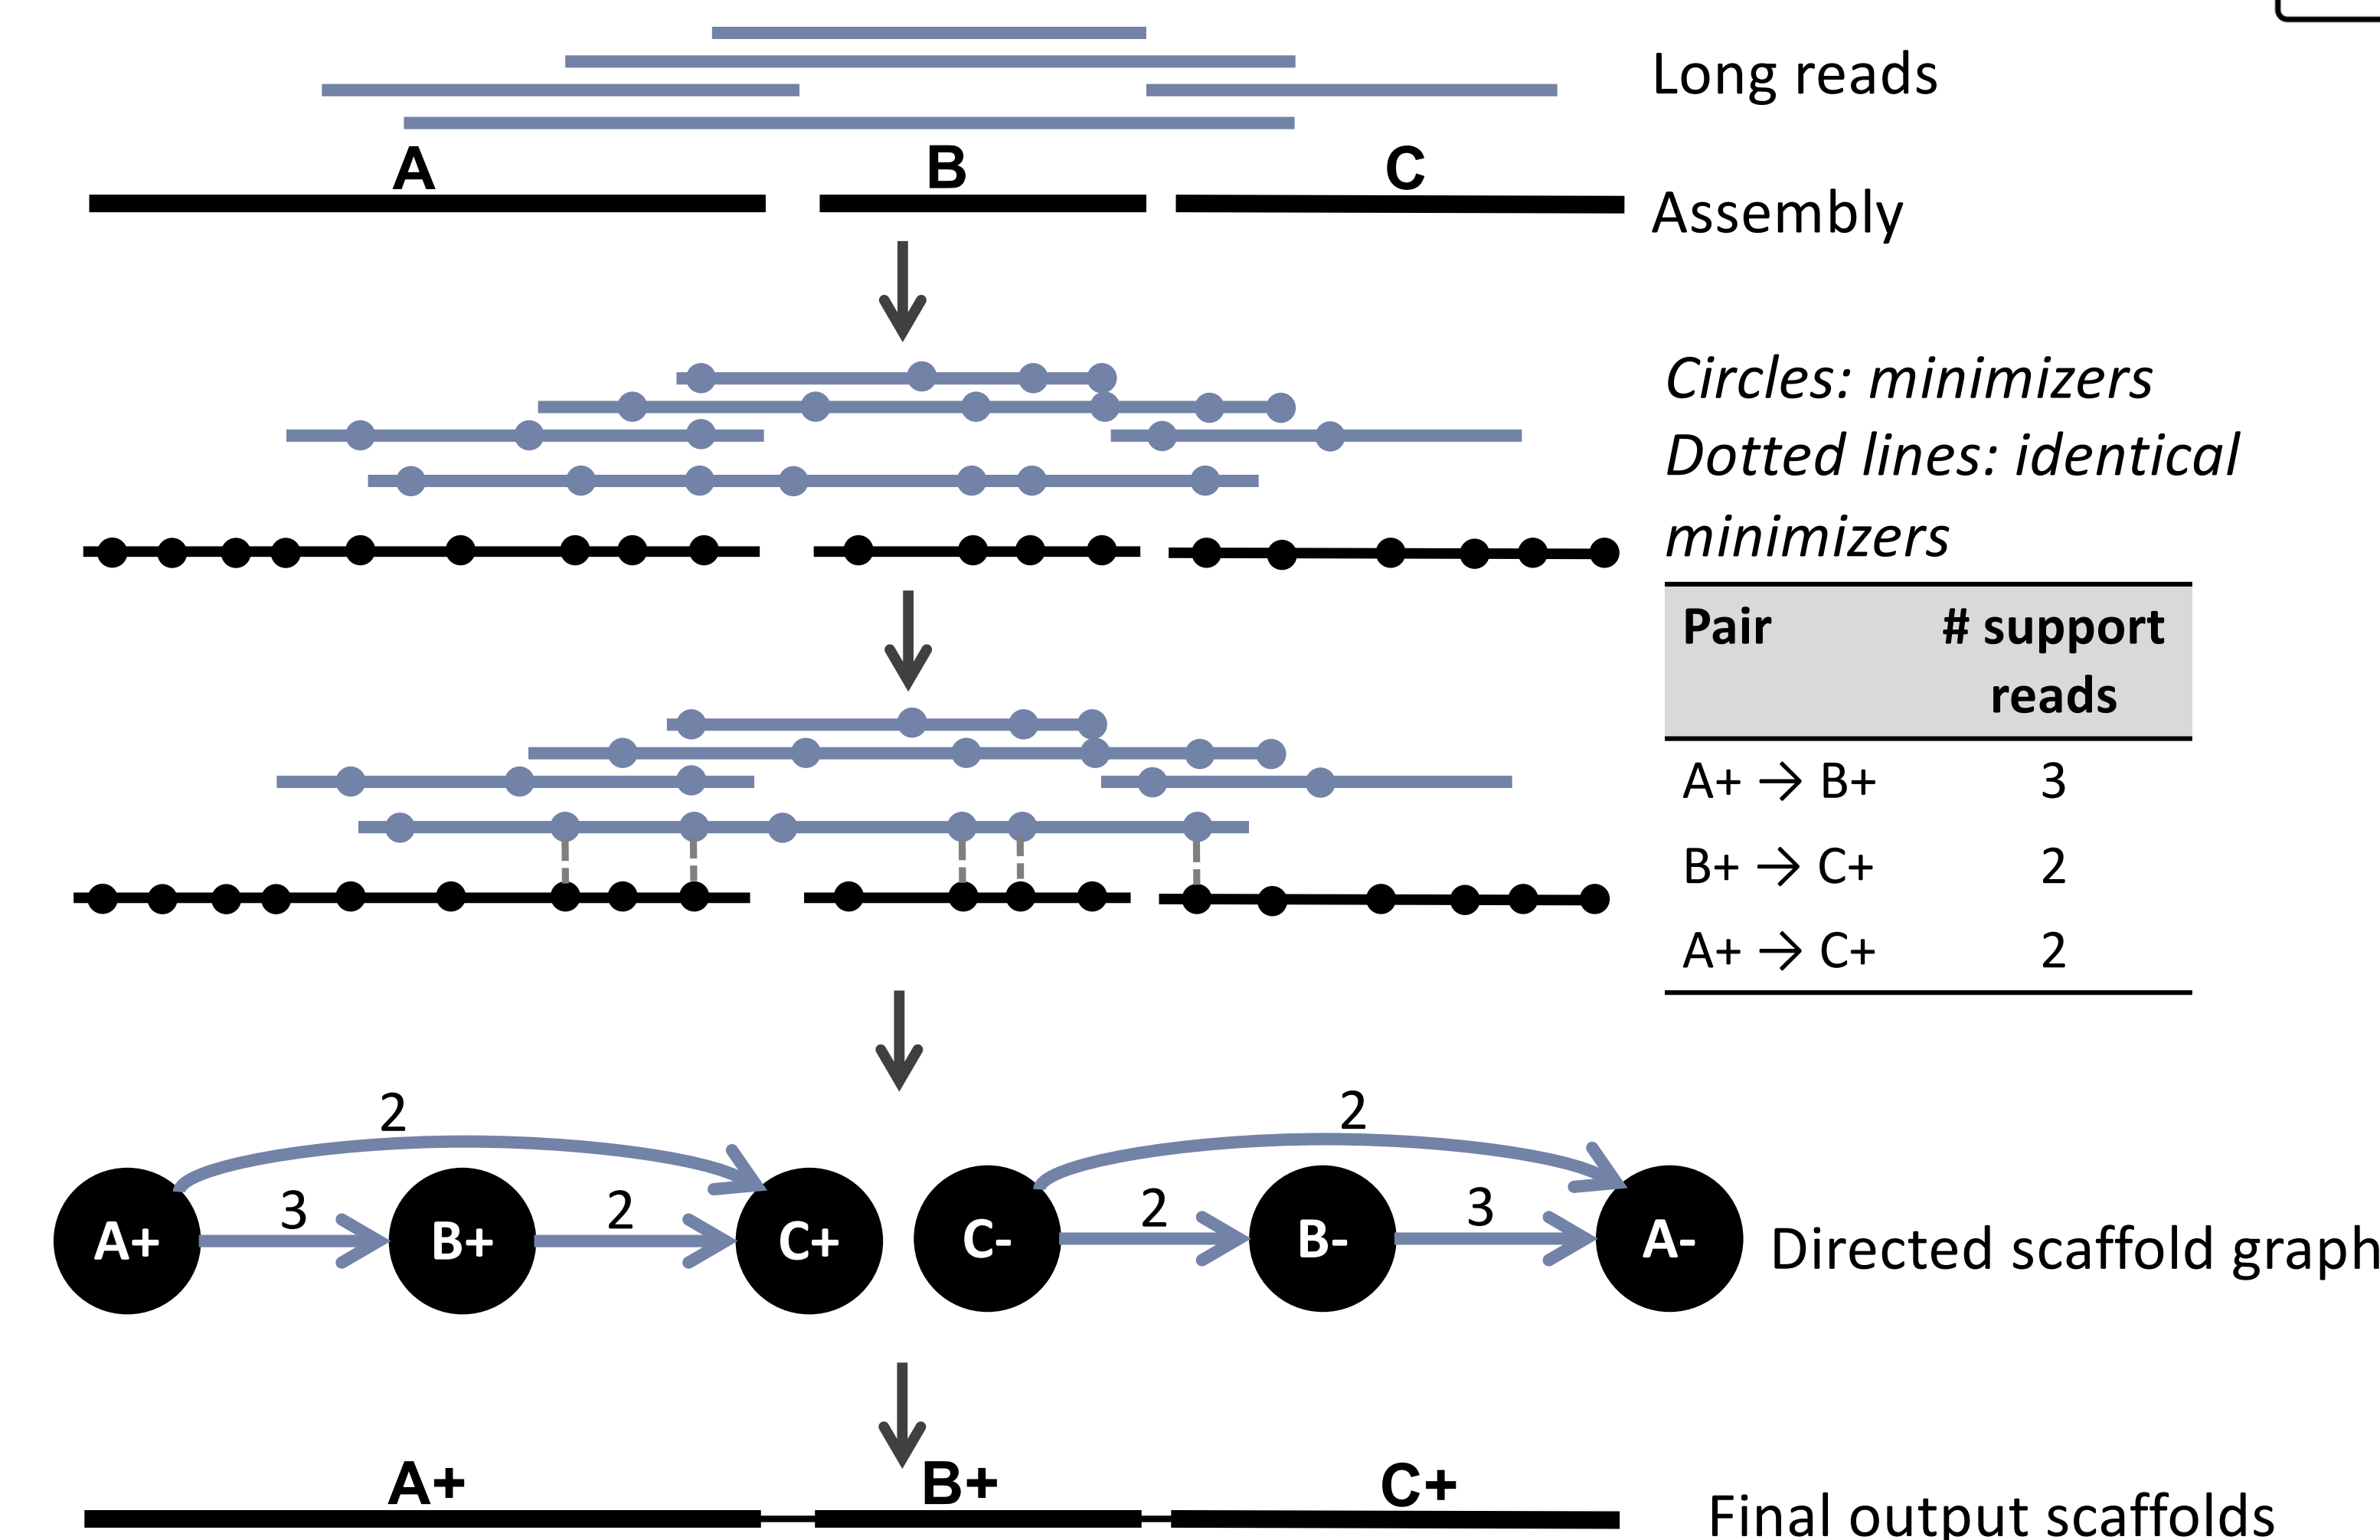 Long reads
A B C
Assembly
Circles: minimizers
Dotted lines: identical
minimizers
Pair # support
reads
A+ → B+ 3
B+ → C+ 2
A+ → C+ 2
2 2
3 2 2 3
A+ B+ C+ C- B- A-
Directed scaffold graph
A+ B+ C+
Final output scaffolds